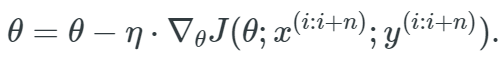 θ = θ − η · ∇_θ J(θ; x^{(i:i+n)}; y^{(i:i+n)}).